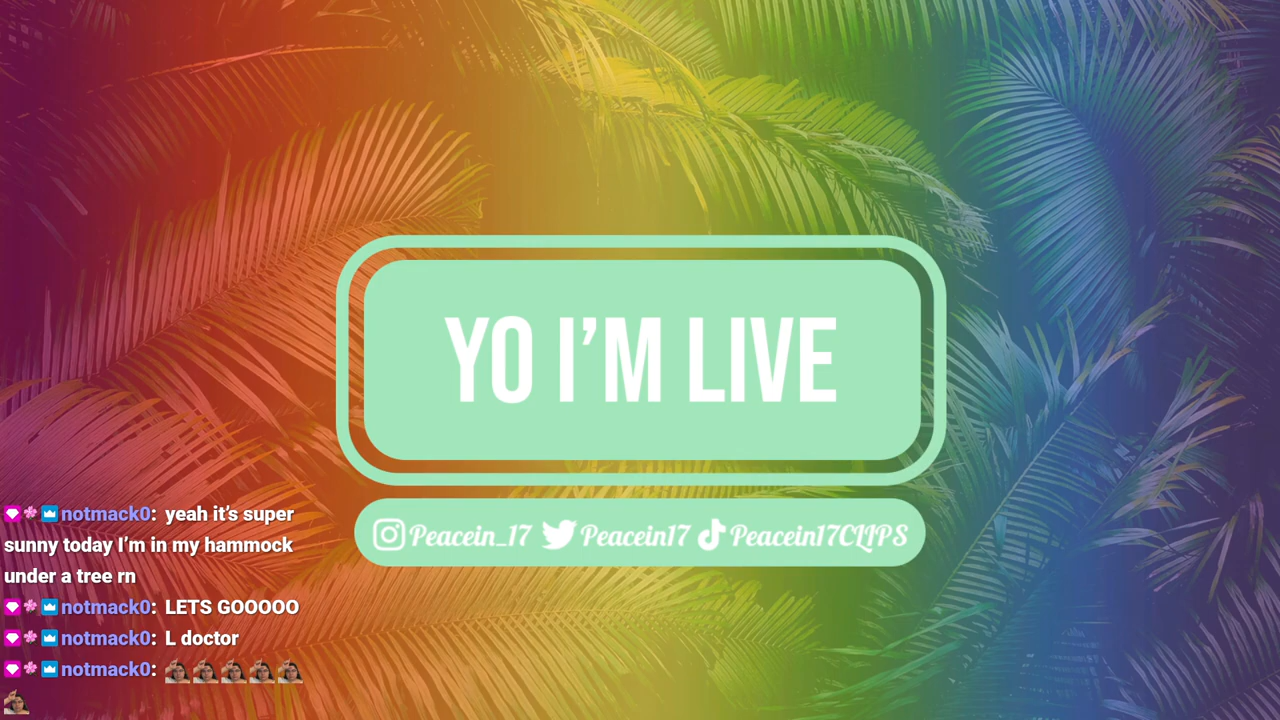 YO I’M LIVE
Peacein_17 Peacein17 Peacein17CLIPS
notmack0: yeah it’s super
sunny today I’m in my hammock
under a tree rn
notmack0: LETS GOOOOO
notmack0: L doctor
notmack0: